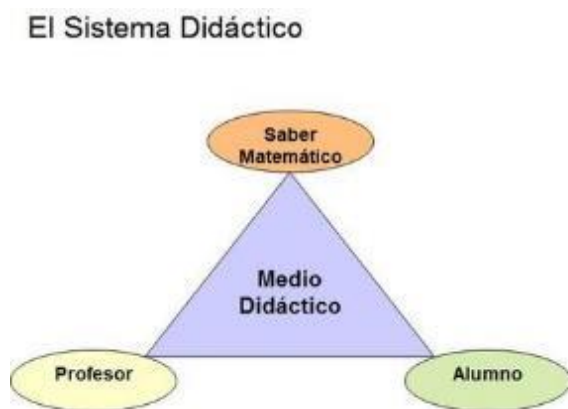 El Sistema Didáctico
Saber
Matemático
Medio
Didáctico
Profesor
Alumno